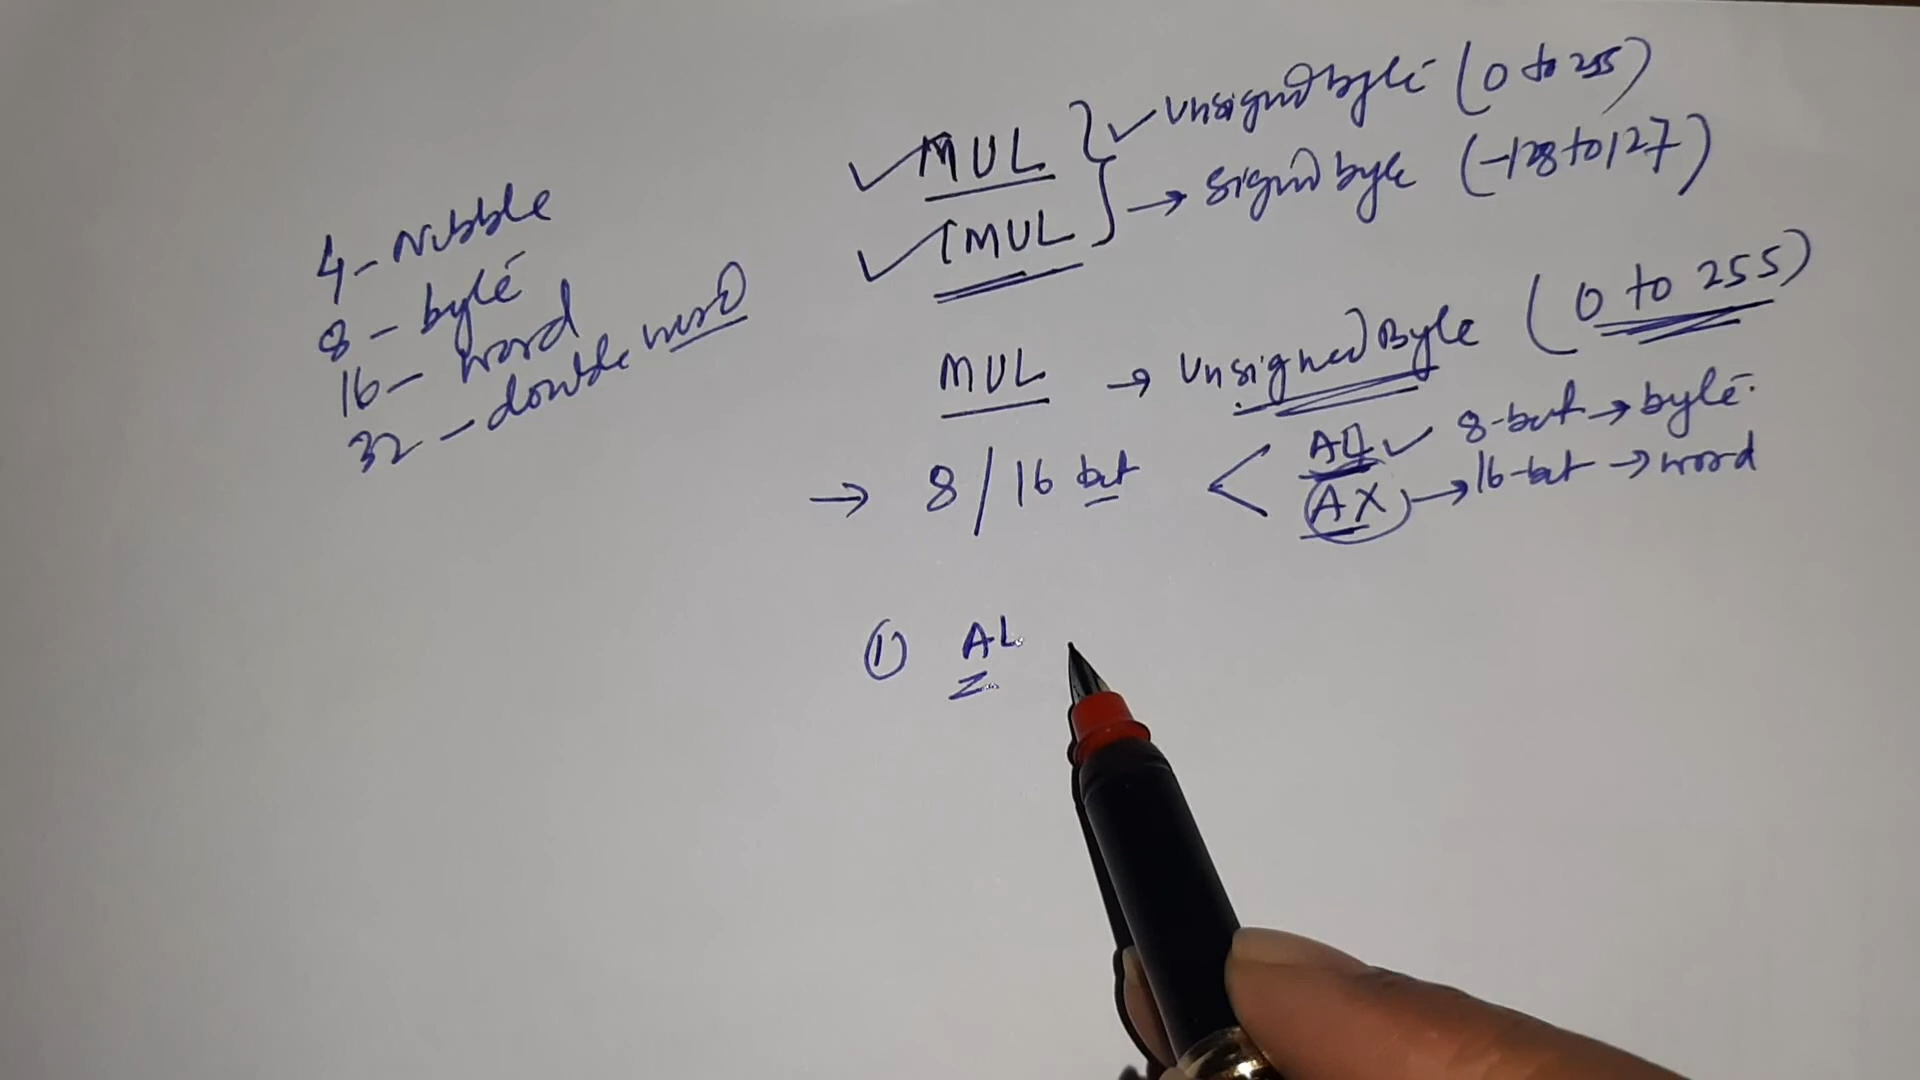 4 - Nibble
8 - byte
16 - word
32 - double word
MUL
IMUL
unsigned byte (0 to 255)
signed byte (-128 to 127)
MUL → Unsigned Byte (0 to 255)
→ 8/16 bit
AL 8-bit → byte.
AX → 16-bit → word
① AL